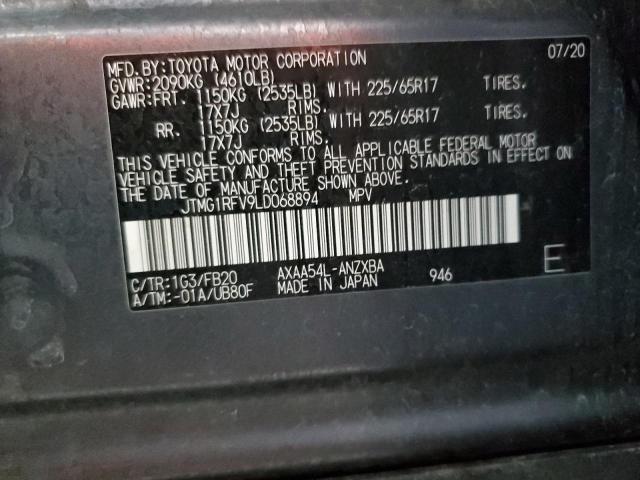 MFD.BY:TOYOTA MOTOR CORPORATION 07/20
GVWR:2090KG (4610LB)
GAWR:FRT. 1150KG (2535LB) WITH 225/65R17 TIRES.
17X7J RIMS.
RR. 1150KG (2535LB) WITH 225/65R17 TIRES.
17X7J RIMS.
THIS VEHICLE CONFORMS TO ALL APPLICABLE FEDERAL MOTOR
VEHICLE SAFETY AND THEFT PREVENTION STANDARDS IN EFFECT ON
THE DATE OF MANUFACTURE SHOWN ABOVE.
JTMG1RFV9LD068894 MPV
C/TR:1G3/FB20 AXAA54L-ANZXBA 946 E
A/TM:-01A/UB80F MADE IN JAPAN